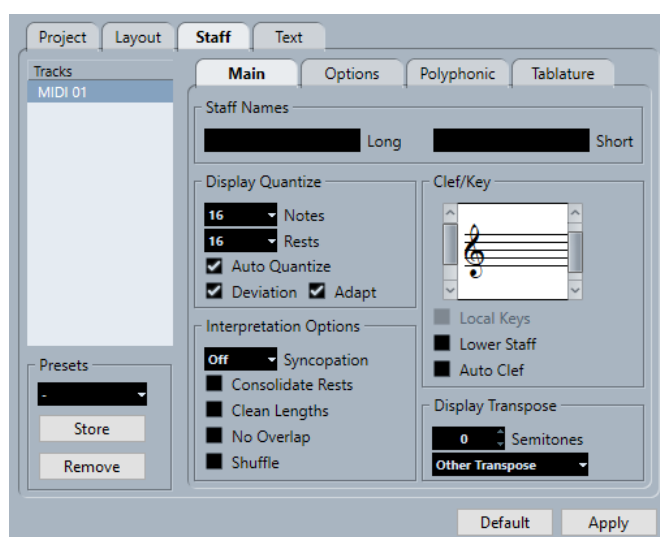 Project Layout Staff Text
Tracks
MIDI 01
Main Options Polyphonic Tablature
Staff Names
Long Short
Display Quantize
16 Notes
16 Rests
Auto Quantize
Deviation Adapt
Interpretation Options
Off Syncopation
Consolidate Rests
Clean Lengths
No Overlap
Shuffle
Clef/Key
Local Keys
Lower Staff
Auto Clef
Display Transpose
0 Semitones
Other Transpose
Presets
-
Store
Remove
Default Apply